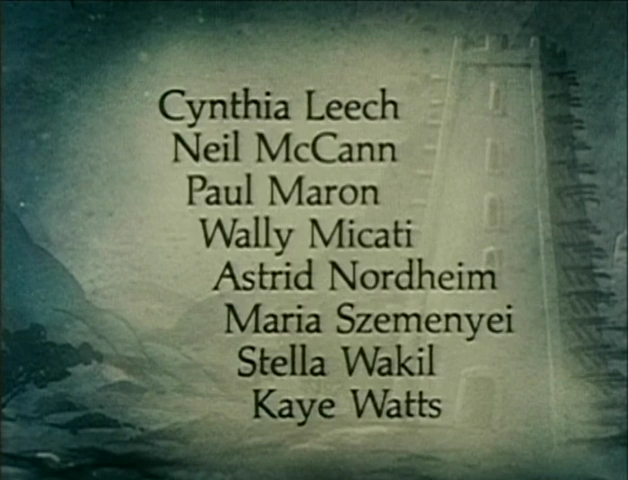 Cynthia Leech
Neil McCann
Paul Maron
Wally Micati
Astrid Nordheim
Maria Szemenyei
Stella Wakil
Kaye Watts